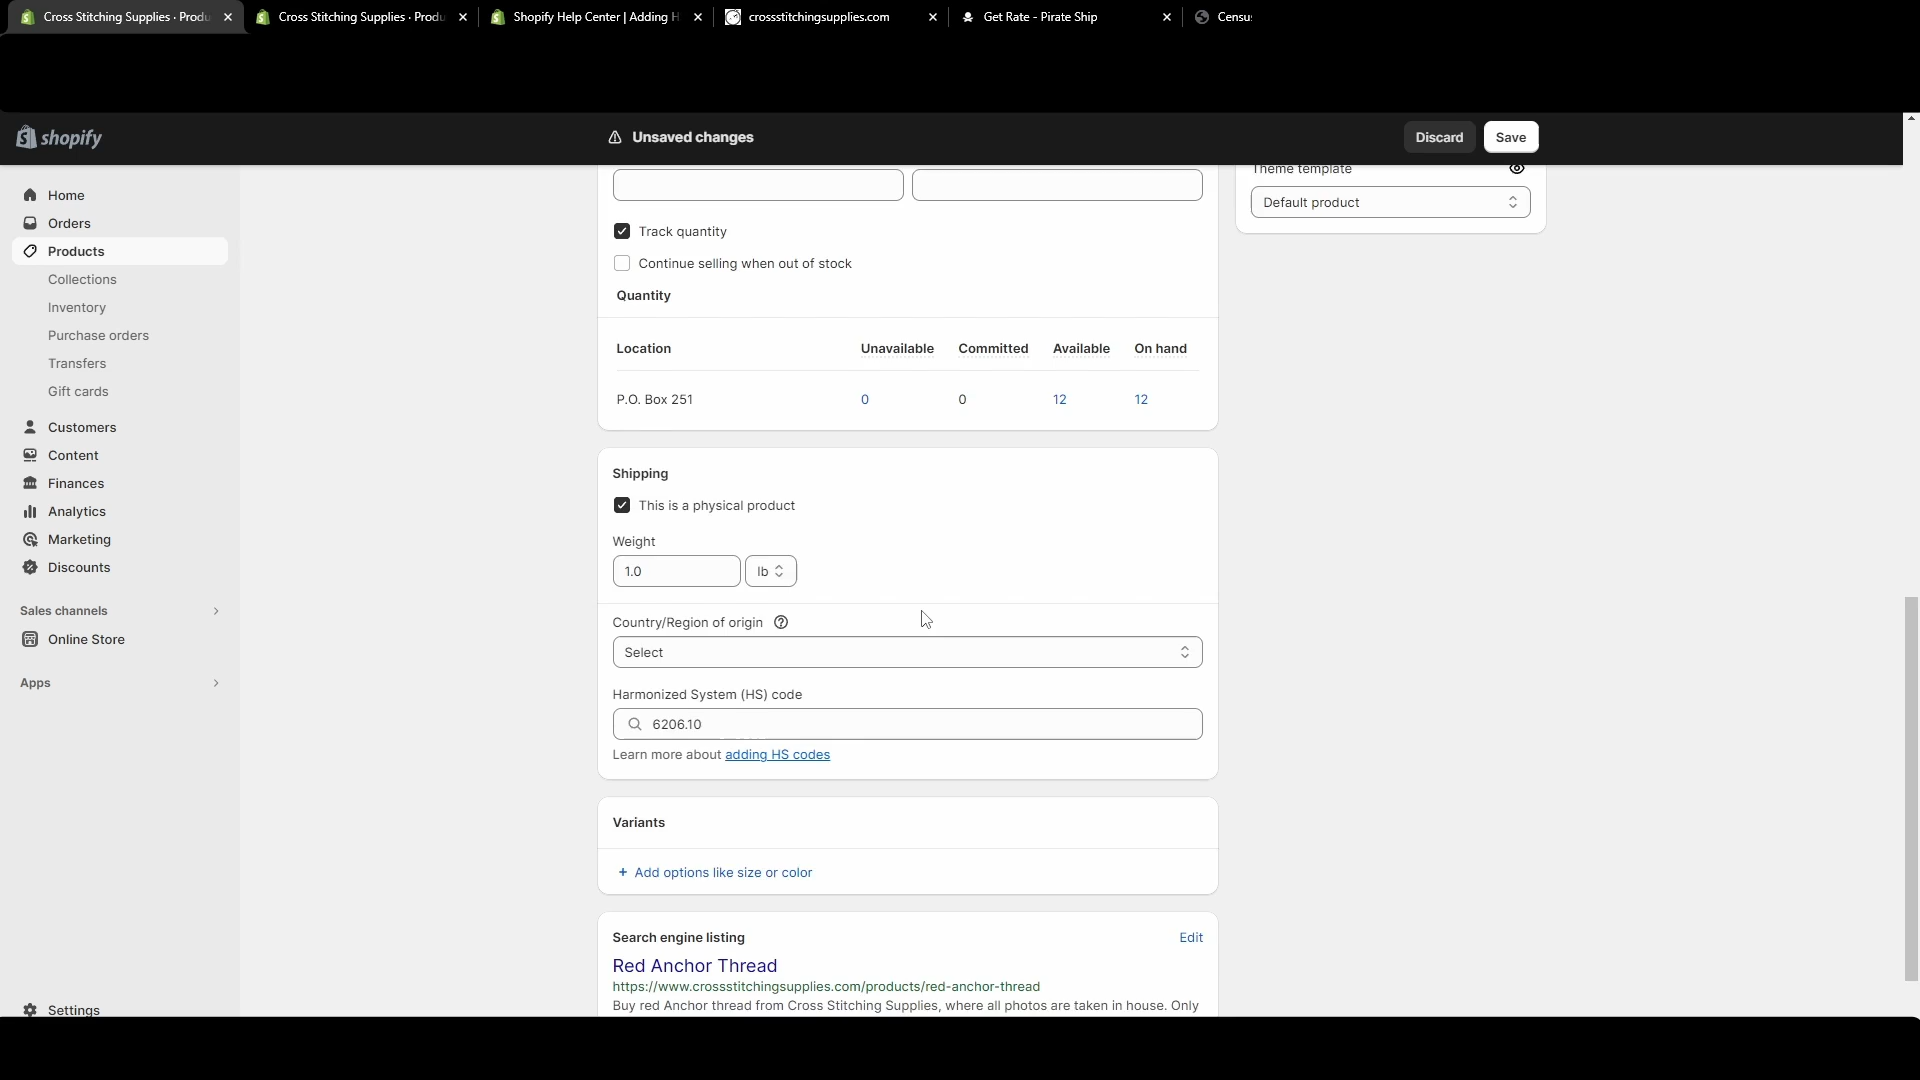 Cross Stitching Supplies · Produ
Cross Stitching Supplies · Produ
Shopify Help Center | Adding H
crossstitchingsupplies.com
Get Rate - Pirate Ship
Census
shopify
Unsaved changes
Discard
Save
Home
Orders
Products
Collections
Inventory
Purchase orders
Transfers
Gift cards
Customers
Content
Finances
Analytics
Marketing
Discounts
Sales channels
Online Store
Apps
Settings
Track quantity
Continue selling when out of stock
Quantity
Location Unavailable Committed Available On hand
P.O. Box 251 0 0 12 12
Shipping
This is a physical product
Weight
1.0 lb
Country/Region of origin
Select
Harmonized System (HS) code
6206.10
Learn more about adding HS codes
Variants
+ Add options like size or color
Search engine listing Edit
Red Anchor Thread
https://www.crossstitchingsupplies.com/products/red-anchor-thread
Buy red Anchor thread from Cross Stitching Supplies, where all photos are taken in house. Only
Theme template
Default product